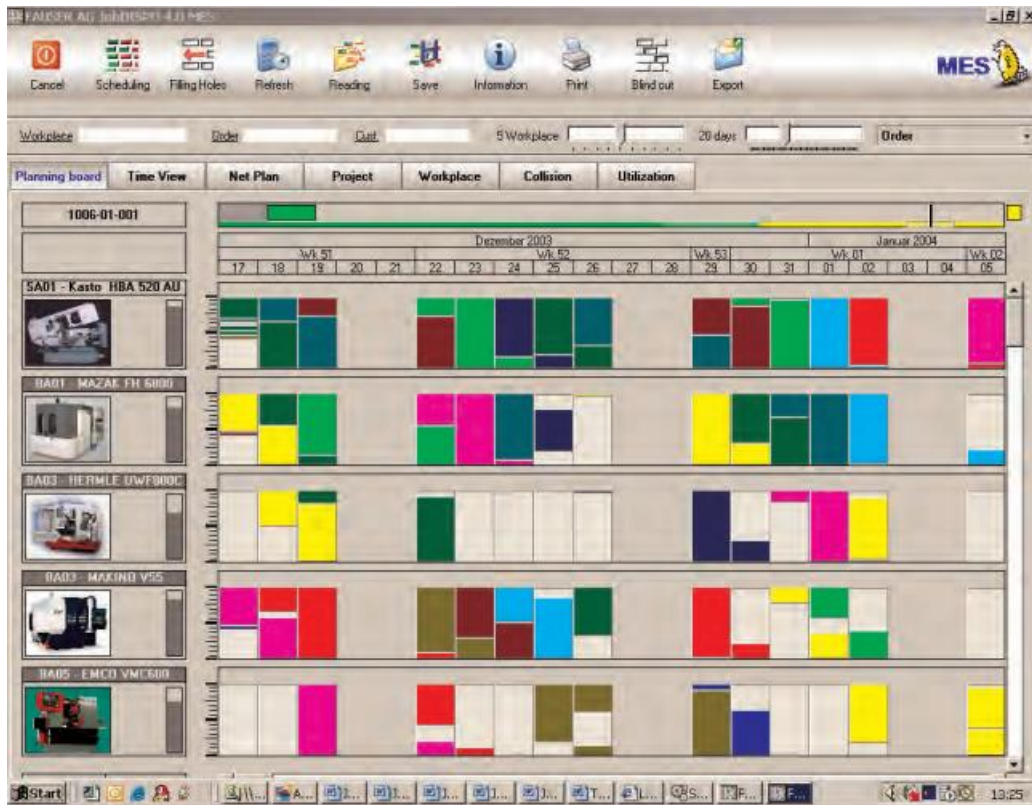 FAUSER AG JobDISPO 4.0 MES
Cancel Scheduling Filing Holes Refresh Reading Save Information Print Blind out Export
MES
Workplace Order Cust. 5 Workplace 20 days Order
Planning board Time View Net Plan Project Workplace Collision Utilization
1006-01-001
Dezember 2003 Januar 2004
Wk 51 Wk 52 Wk 53 Wk 01 Wk 02
17 18 19 20 21 22 23 24 25 26 27 28 29 30 31 01 02 03 04 05
SA01 - Kasto HBA 520 AU
BA01 - MAZAK FH 6800
BA03 - HERMLE UWF800C
BA03 - MAKINO V55
BA05 - EMCO VMC600
Start \\... A... J... J... J... J... T... L... S... F... F... 13:25